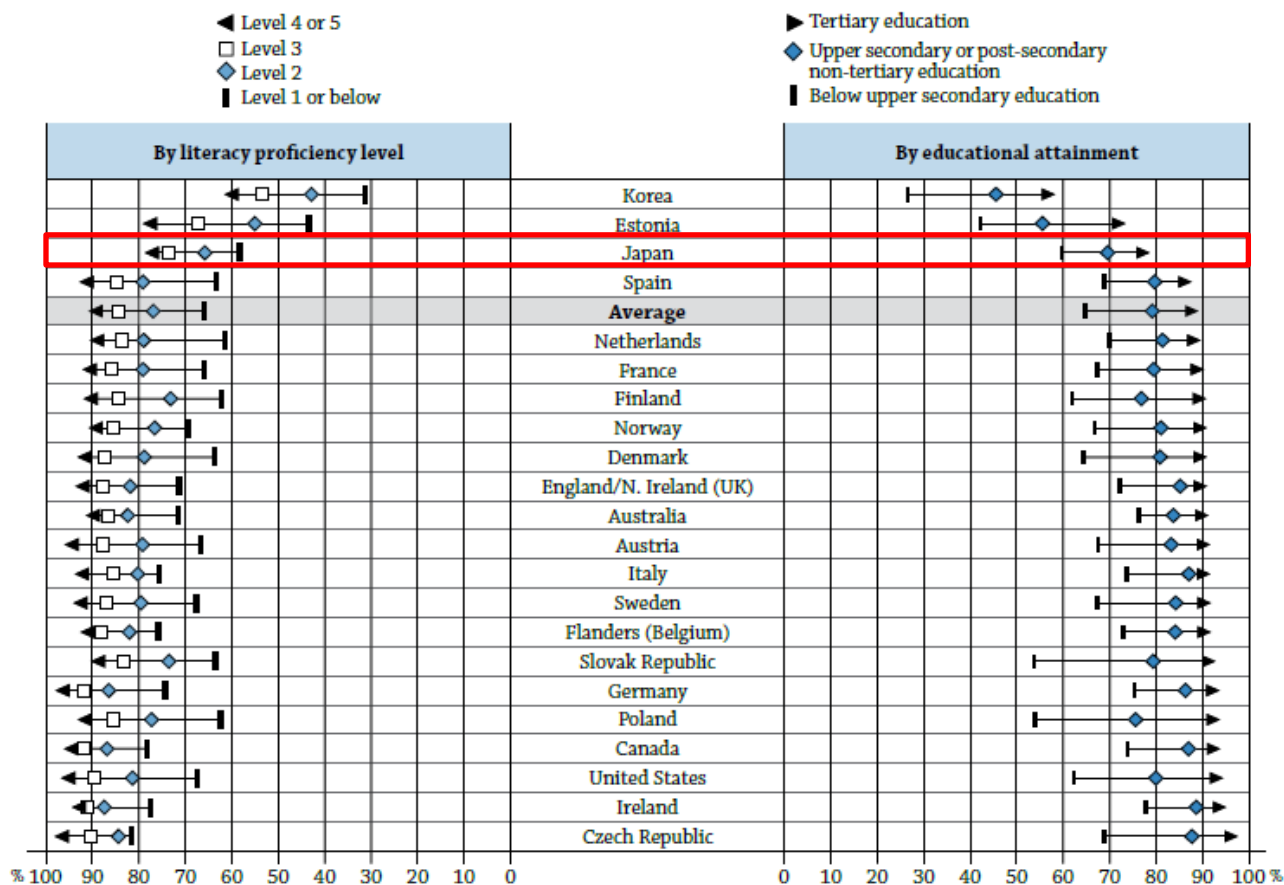 Level 4 or 5
Level 3
Level 2
Level 1 or below
Tertiary education
Upper secondary or post-secondary
non-tertiary education
Below upper secondary education
By literacy proficiency level
By educational attainment
Korea
Estonia
Japan
Spain
Average
Netherlands
France
Finland
Norway
Denmark
England/N. Ireland (UK)
Australia
Austria
Italy
Sweden
Flanders (Belgium)
Slovak Republic
Germany
Poland
Canada
United States
Ireland
Czech Republic
% 100 90 80 70 60 50 40 30 20 10 0
0 10 20 30 40 50 60 70 80 90 100 %